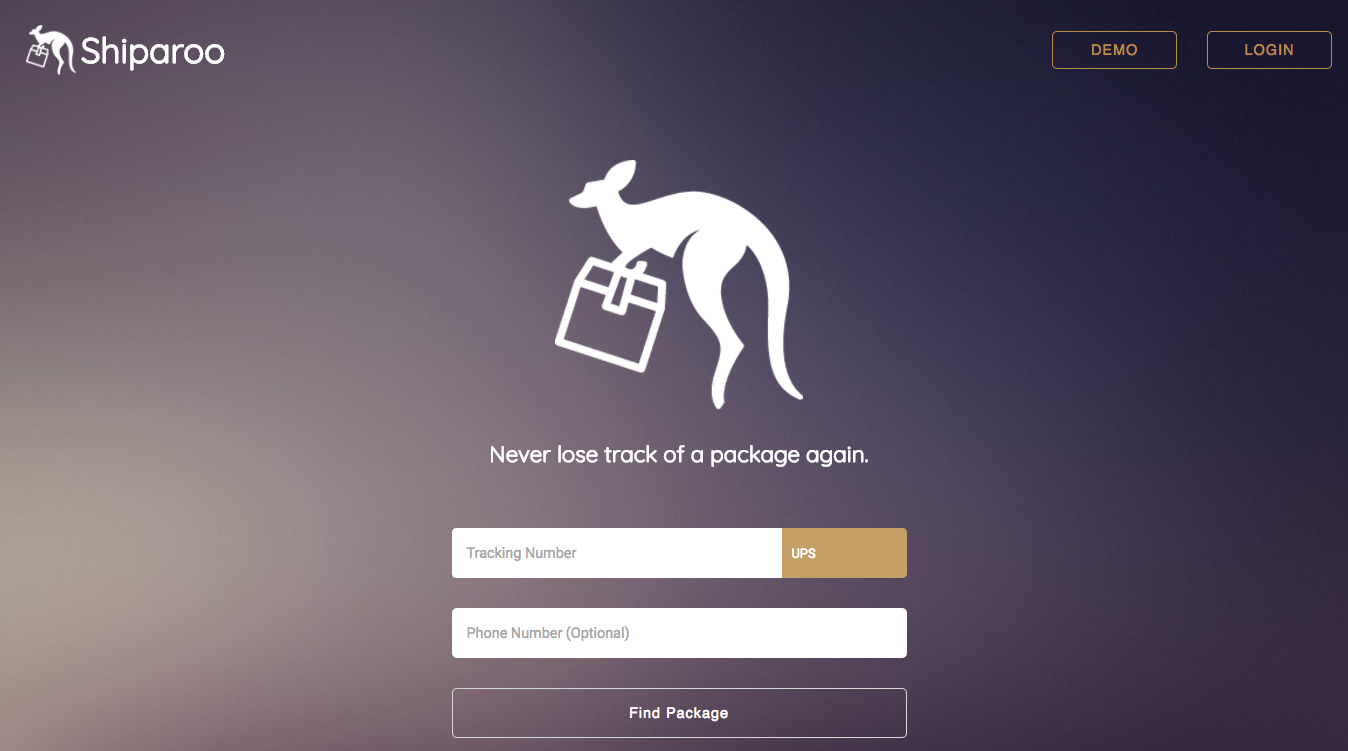 Shiparoo
DEMO
LOGIN
Never lose track of a package again.
Tracking Number
UPS
Phone Number (Optional)
Find Package